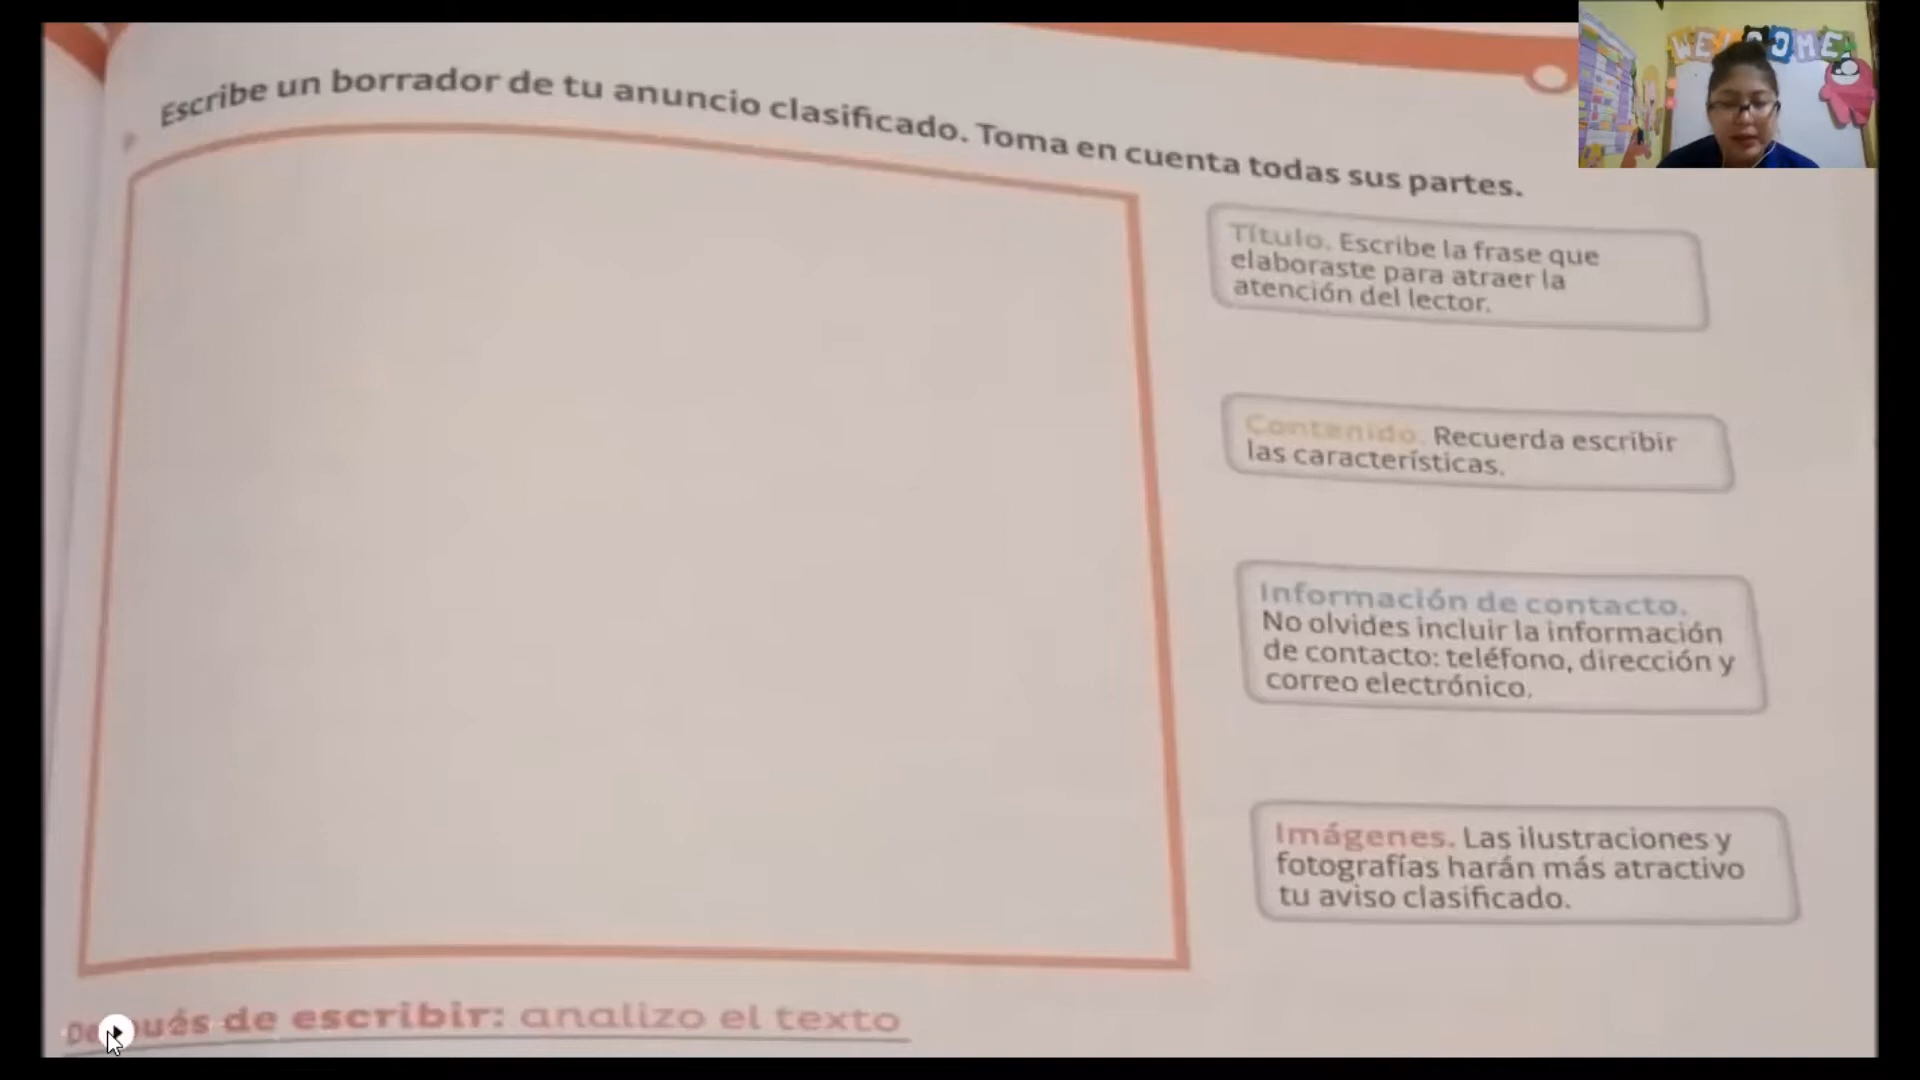 WELCOME
Escribe un borrador de tu anuncio clasificado. Toma en cuenta todas sus partes.
Título. Escribe la frase que
elaboraste para atraer la
atención del lector.
Contenido. Recuerda escribir
las características.
Información de contacto.
No olvides incluir la información
de contacto: teléfono, dirección y
correo electrónico.
Imágenes. Las ilustraciones y
fotografías harán más atractivo
tu aviso clasificado.
Después de escribir: analizo el texto